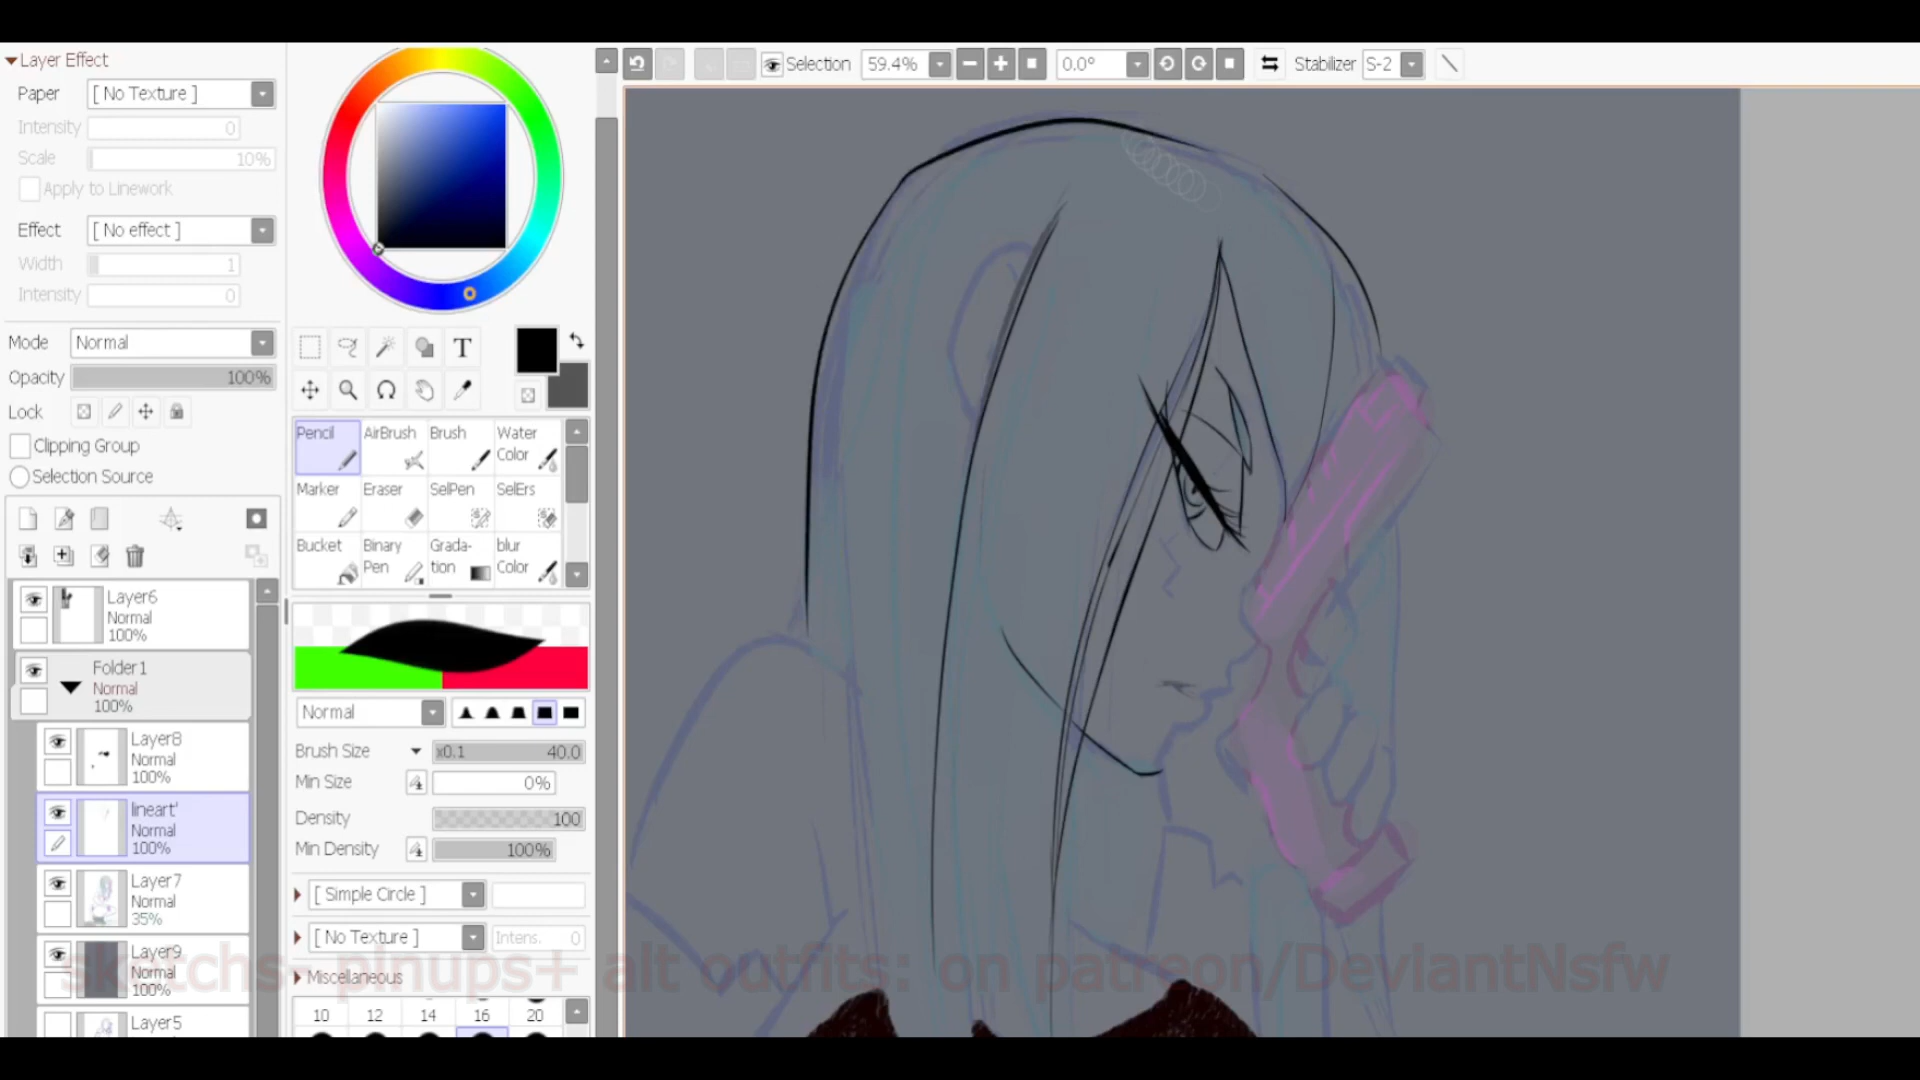 Layer Effect
Paper [ No Texture ]
Intensity 0
Scale 10%
Apply to Linework
Effect [ No effect ]
Width 1
Intensity 0
Mode Normal
Opacity 100%
Lock
Clipping Group
Selection Source
Layer6
Normal
100%
Folder1
Normal
100%
Layer8
Normal
100%
lineart'
Normal
100%
Layer7
Normal
35%
Layer9
Normal
100%
Layer5
T
Pencil AirBrush Brush Water Color
Marker Eraser SelPen SelErs
Bucket Binary Pen Grada-tion blur Color
Normal
Brush Size x0.1 40.0
Min Size 0%
Density 100
Min Density 100%
[ Simple Circle ]
[ No Texture ] Intens. 0
Miscellaneous
10 12 14 16 20
Selection 59.4% 0.0° Stabilizer S-2
sketchs- pinups+ alt outfits: on patreon/DeviantNsfw